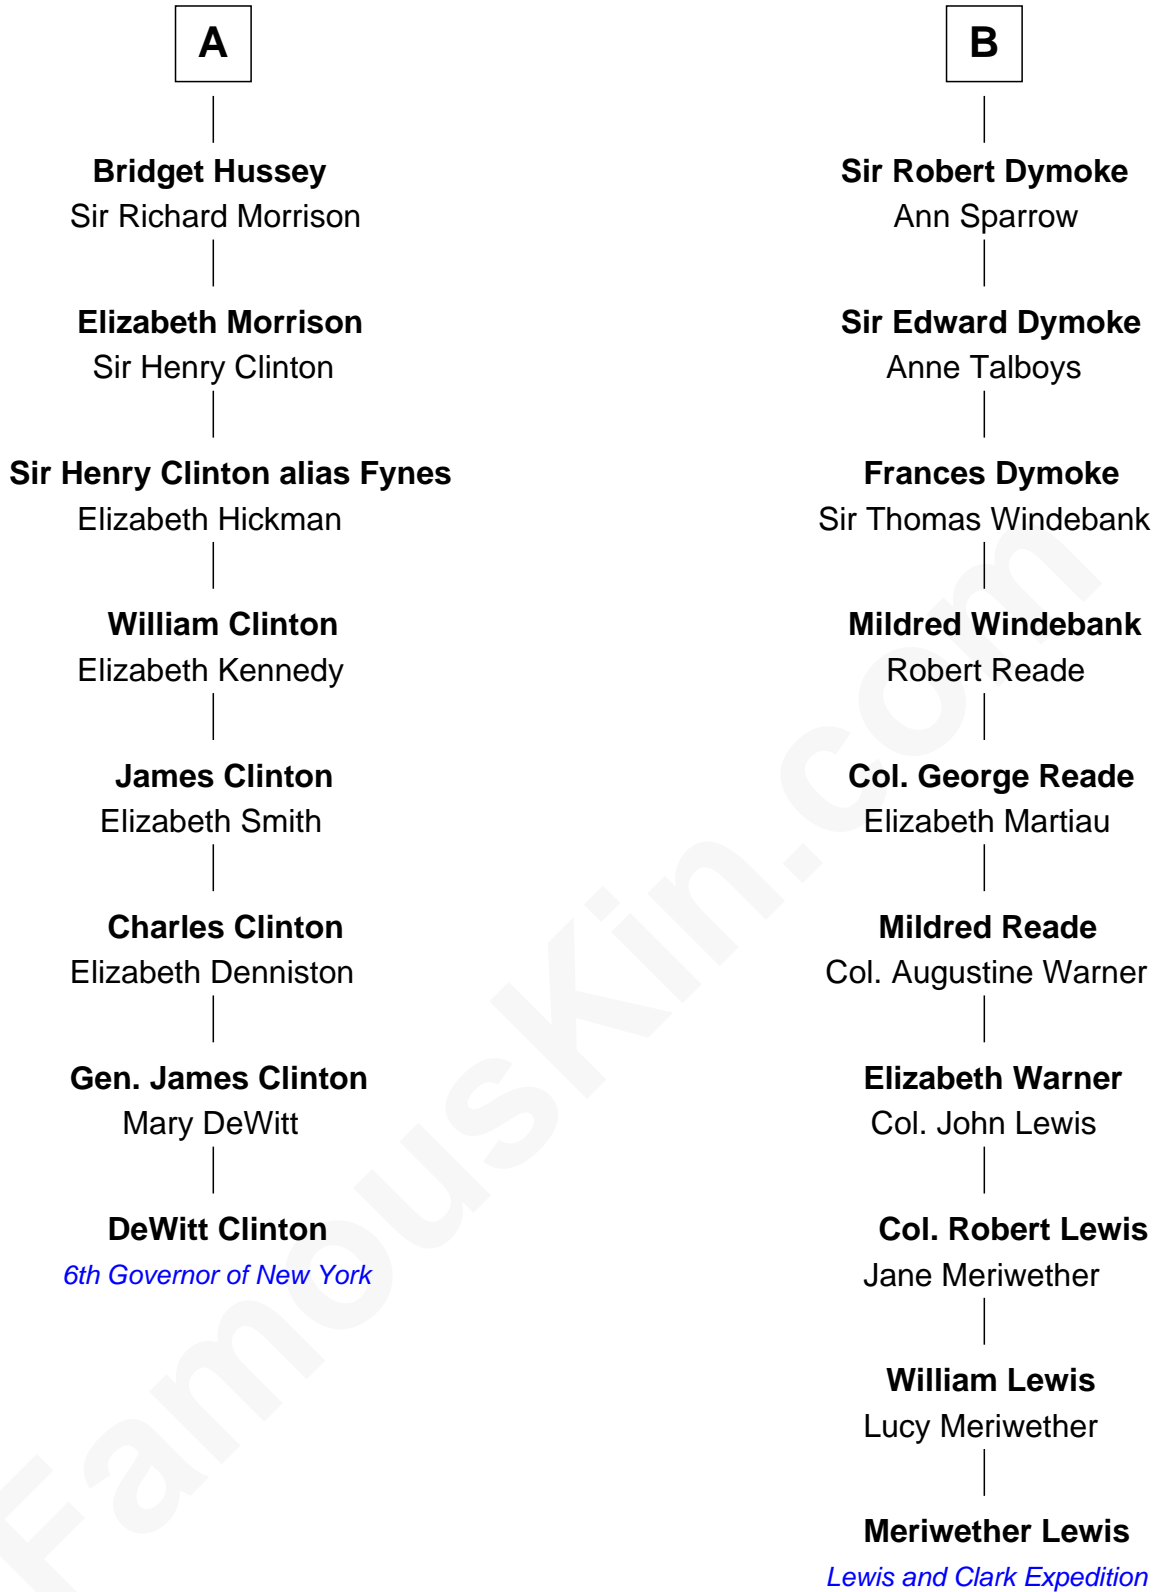 A
Bridget Hussey
Sir Richard Morrison
Elizabeth Morrison
Sir Henry Clinton
Sir Henry Clinton alias Fynes
Elizabeth Hickman
William Clinton
Elizabeth Kennedy
James Clinton
Elizabeth Smith
Charles Clinton
Elizabeth Denniston
Gen. James Clinton
Mary DeWitt
DeWitt Clinton
6th Governor of New York
B
Sir Robert Dymoke
Ann Sparrow
Sir Edward Dymoke
Anne Talboys
Frances Dymoke
Sir Thomas Windebank
Mildred Windebank
Robert Reade
Col. George Reade
Elizabeth Martiau
Mildred Reade
Col. Augustine Warner
Elizabeth Warner
Col. John Lewis
Col. Robert Lewis
Jane Meriwether
William Lewis
Lucy Meriwether
Meriwether Lewis
Lewis and Clark Expedition
FamousKin.com